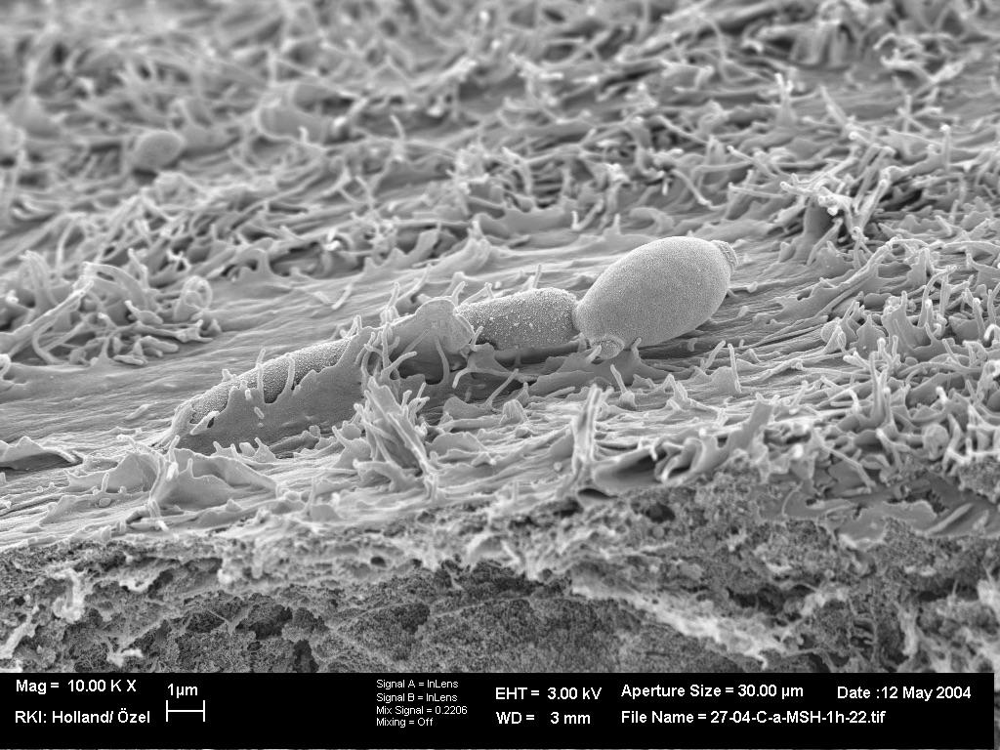 Mag = 10.00 K X
1µm
RKI: Holland/ Özel
Signal A = InLens
Signal B = InLens
Mix Signal = 0.2206
Mixing = Off
EHT = 3.00 kV
WD = 3 mm
Aperture Size = 30.00 µm
Date :12 May 2004
File Name = 27-04-C-a-MSH-1h-22.tif